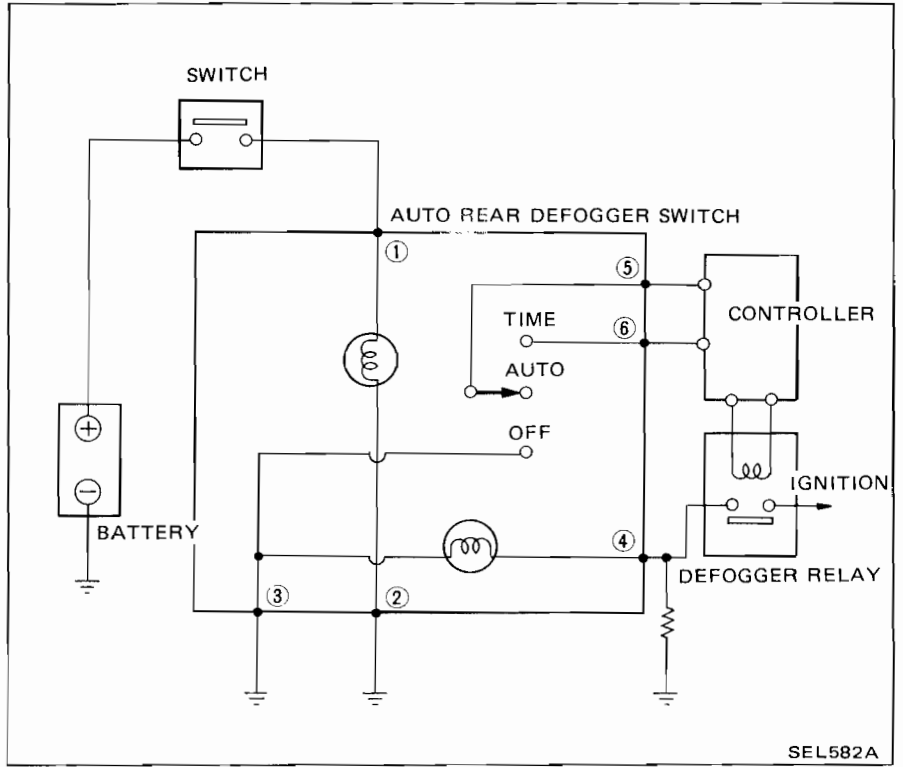 SWITCH
AUTO REAR DEFOGGER SWITCH
①
⑤
CONTROLLER
TIME
⑥
AUTO
OFF
+
−
IGNITION
BATTERY
④
DEFOGGER RELAY
③
②
SEL582A